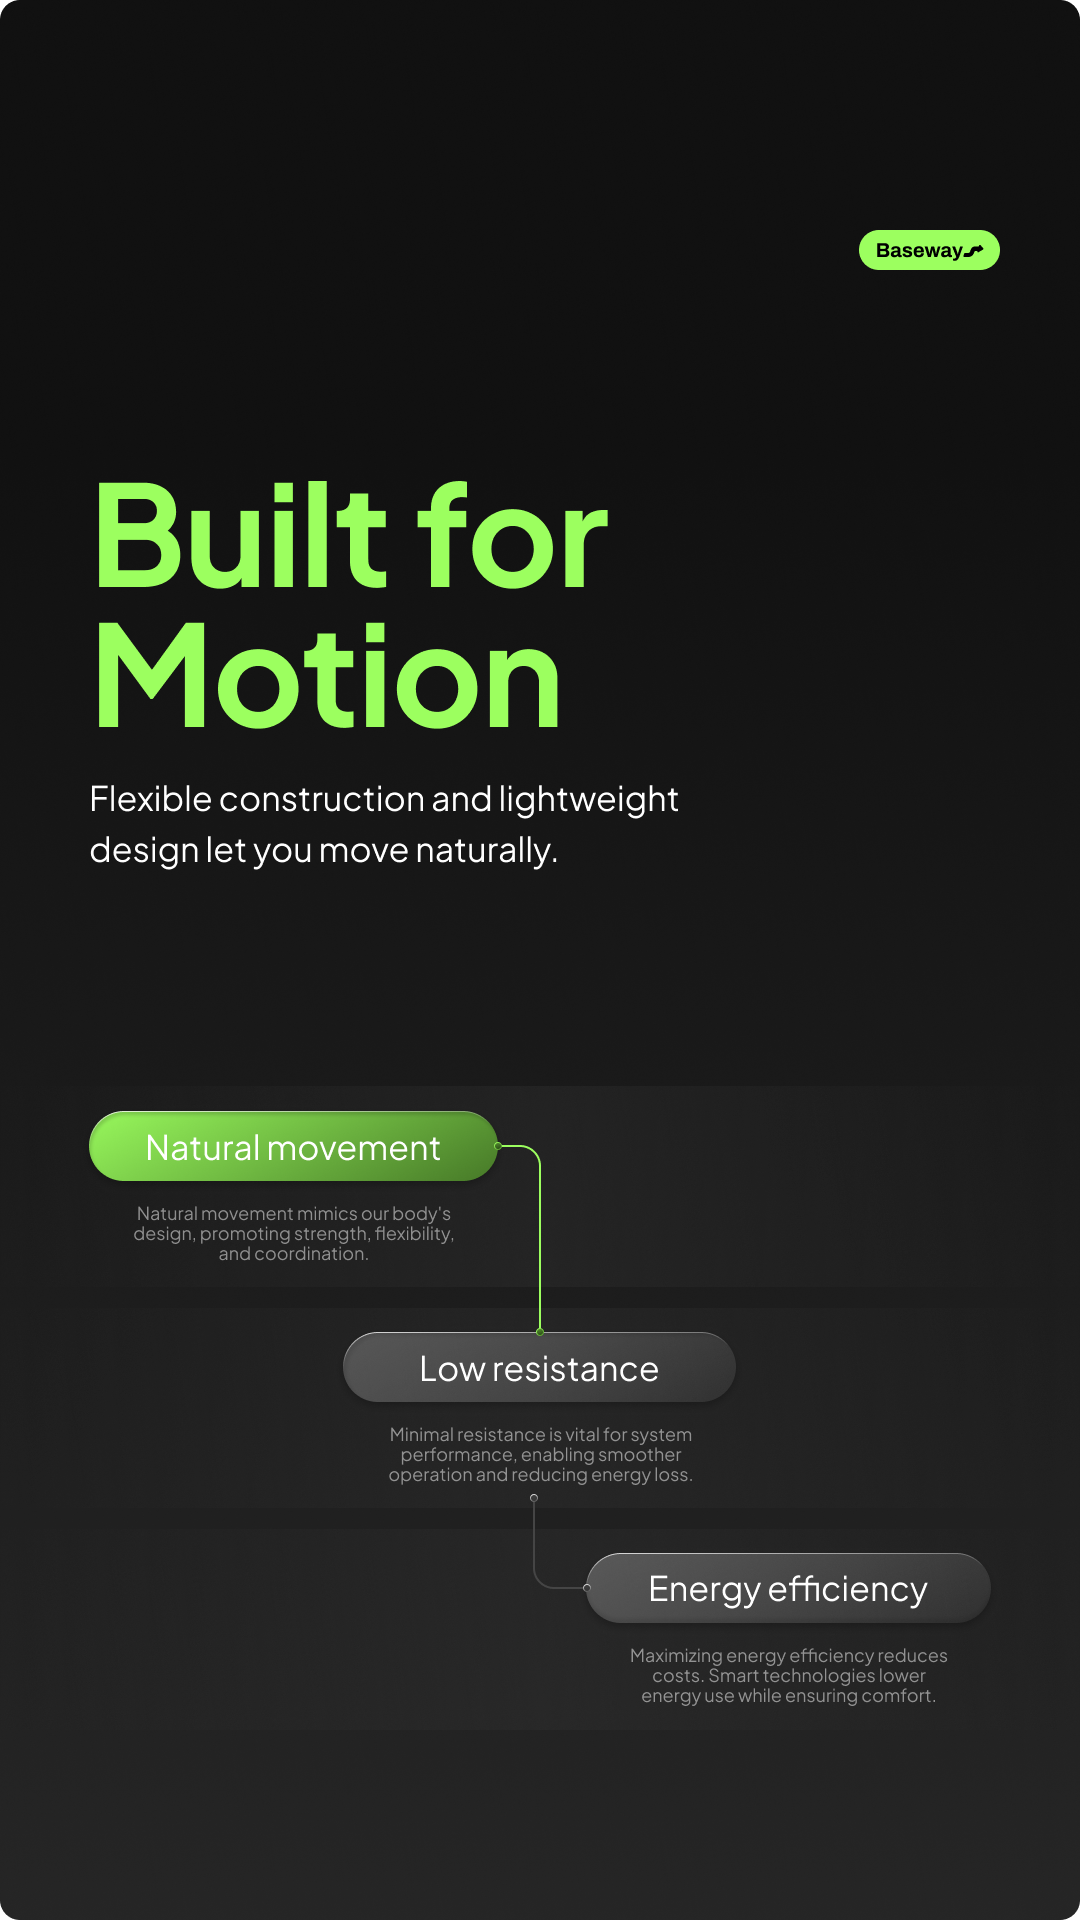 Baseway
Built for
Motion
Flexible construction and lightweight
design let you move naturally.
Natural movement
Natural movement mimics our body's
design, promoting strength, flexibility,
and coordination.
Low resistance
Minimal resistance is vital for system
performance, enabling smoother
operation and reducing energy loss.
Energy efficiency
Maximizing energy efficiency reduces
costs. Smart technologies lower
energy use while ensuring comfort.